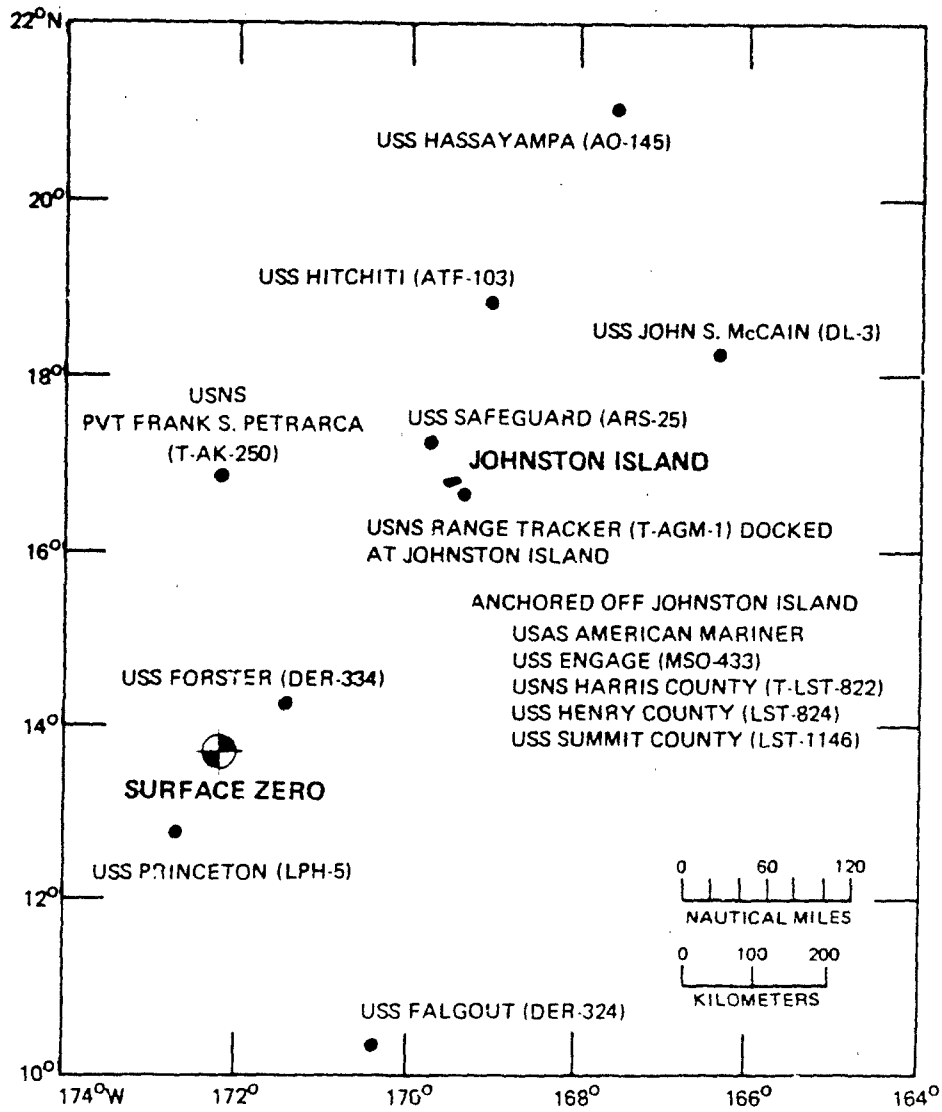 22°N
USS HASSAYAMPA (AO-145)
20°
USS HITCHITI (ATF-103)
USS JOHN S. McCAIN (DL-3)
18°
USNS
PVT FRANK S. PETRARCA
(T-AK-250)
USS SAFEGUARD (ARS-25)
JOHNSTON ISLAND
USNS RANGE TRACKER (T-AGM-1) DOCKED
AT JOHNSTON ISLAND
16°
ANCHORED OFF JOHNSTON ISLAND
USAS AMERICAN MARINER
USS ENGAGE (MSO-433)
USNS HARRIS COUNTY (T-LST-822)
USS HENRY COUNTY (LST-824)
USS SUMMIT COUNTY (LST-1146)
USS FORSTER (DER-334)
14°
SURFACE ZERO
USS PRINCETON (LPH-5)
12°
0 60 120
NAUTICAL MILES
0 100 200
KILOMETERS
USS FALGOUT (DER-324)
10°
174°W 172° 170° 168° 166° 164°